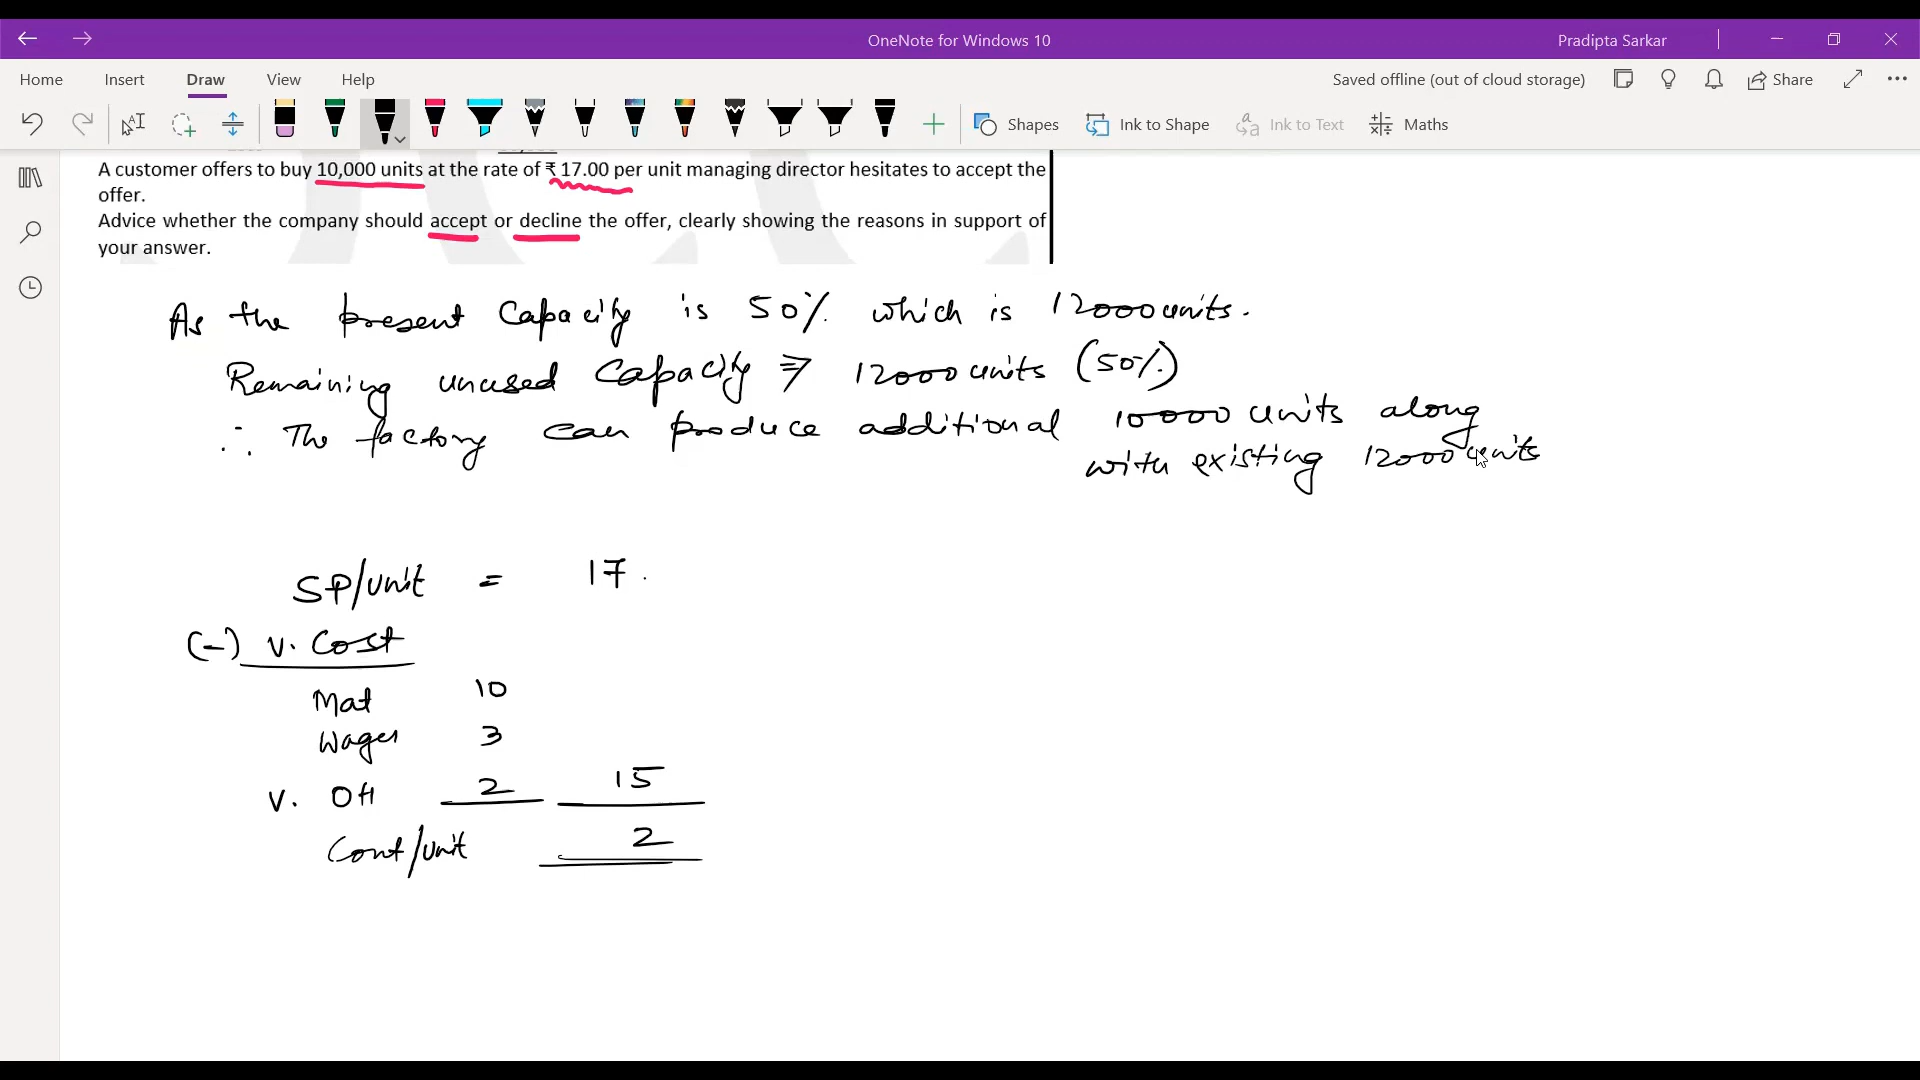 OneNote for Windows 10
Pradipta Sarkar
Home Insert Draw View Help
Saved offline (out of cloud storage)
Share
Shapes
Ink to Shape
Ink to Text
Maths
A customer offers to buy 10,000 units at the rate of ₹ 17.00 per unit managing director hesitates to accept the
offer.
Advice whether the company should accept or decline the offer, clearly showing the reasons in support of
your answer.
As the present Capacity is 50% which is 12000 units.
Remaining unused Capacity ⇒ 12000 units (50%)
∴ The factory can produce additional 10000 units along
with existing 12000 units
SP/unit = 17.
(-) V. Cost
Mat 10
Wages 3
V. OH 2 15
Cont/unit 2